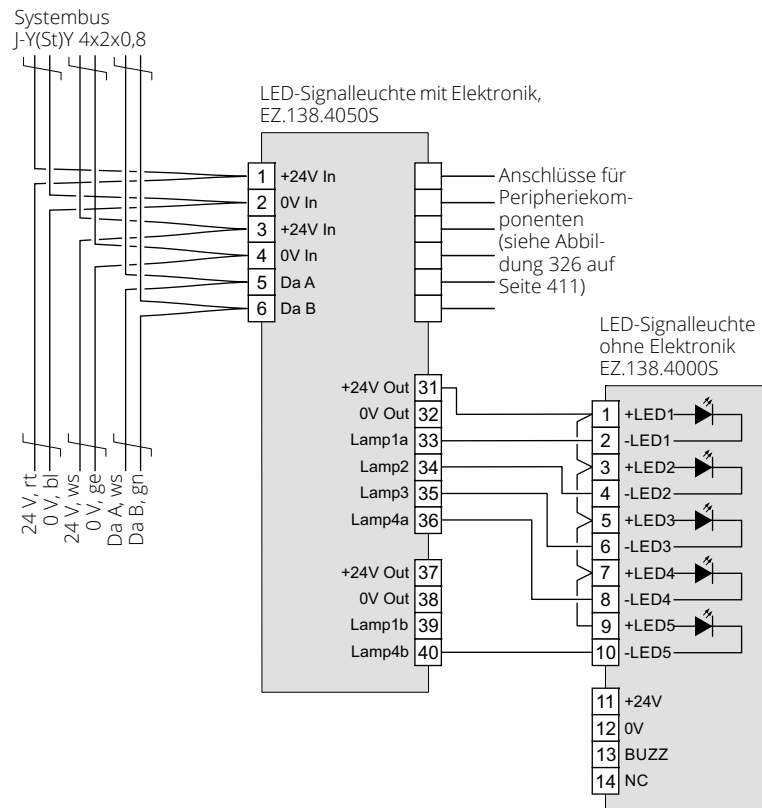 Systembus
J-Y(St)Y 4x2x0,8
LED-Signalleuchte mit Elektronik,
EZ.138.4050S
1 +24V In
2 0V In
3 +24V In
4 0V In
5 Da A
6 Da B
Anschlüsse für
Peripheriekom-
ponenten
(siehe Abbil-
dung 326 auf
Seite 411)
+24V Out 31
0V Out 32
Lamp1a 33
Lamp2 34
Lamp3 35
Lamp4a 36
+24V Out 37
0V Out 38
Lamp1b 39
Lamp4b 40
LED-Signalleuchte
ohne Elektronik
EZ.138.4000S
1 +LED1
2 -LED1
3 +LED2
4 -LED2
5 +LED3
6 -LED3
7 +LED4
8 -LED4
9 +LED5
10 -LED5
11 +24V
12 0V
13 BUZZ
14 NC
24 V, rt
0 V, bl
24 V, ws
0 V, ge
Da A, ws
Da B, gn